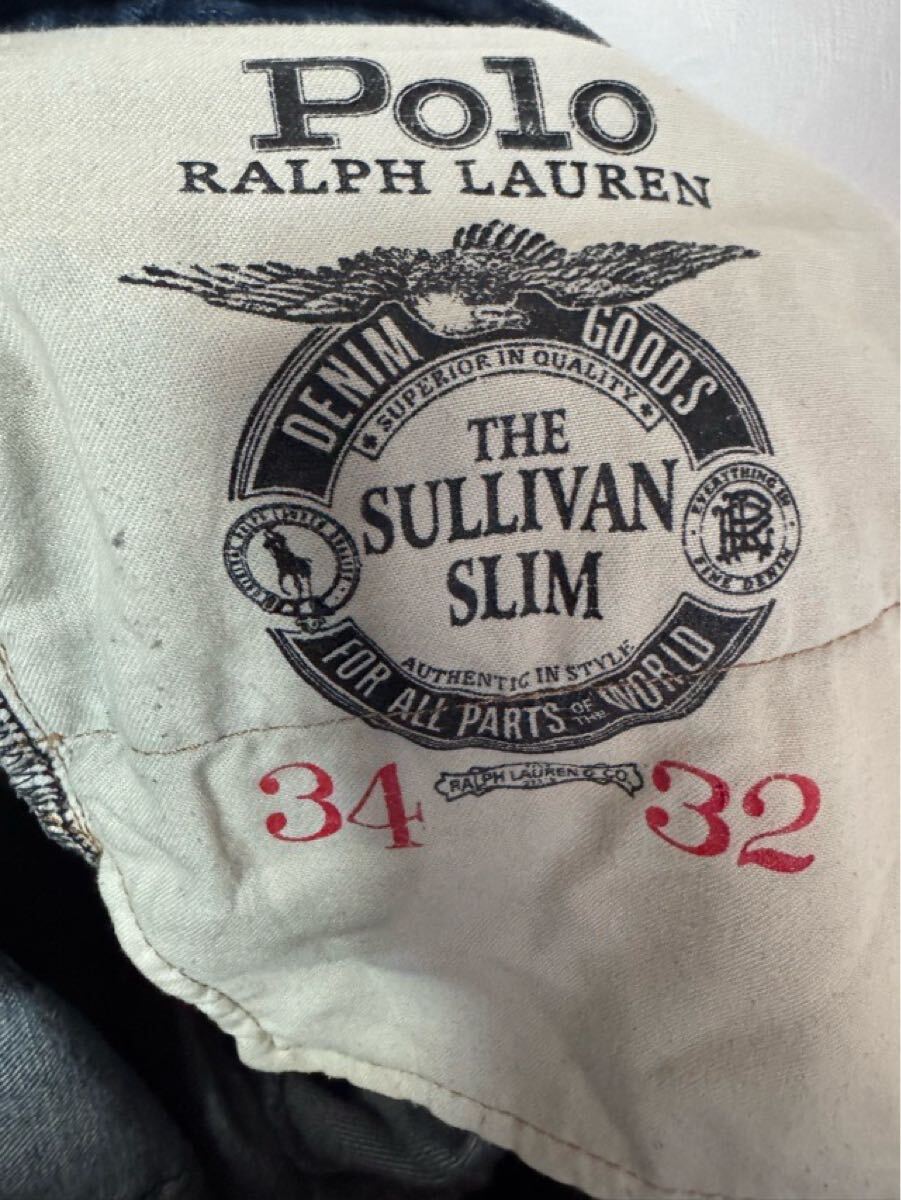 Polo
RALPH LAUREN
DENIM GOODS
SUPERIOR IN QUALITY
THE
SULLIVAN
SLIM
EVERYTHING IN
FINE DENIM
AUTHENTIC IN STYLE
FOR ALL PARTS OF THE WORLD
34 32
RALPH LAUREN & CO.